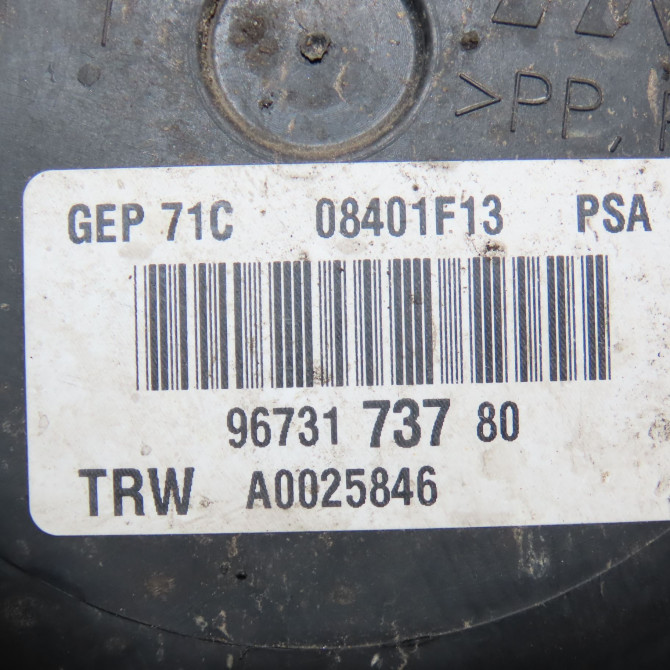 >PP,
GEP 71C 08401F13 PSA
96731 737 80
TRW A0025846